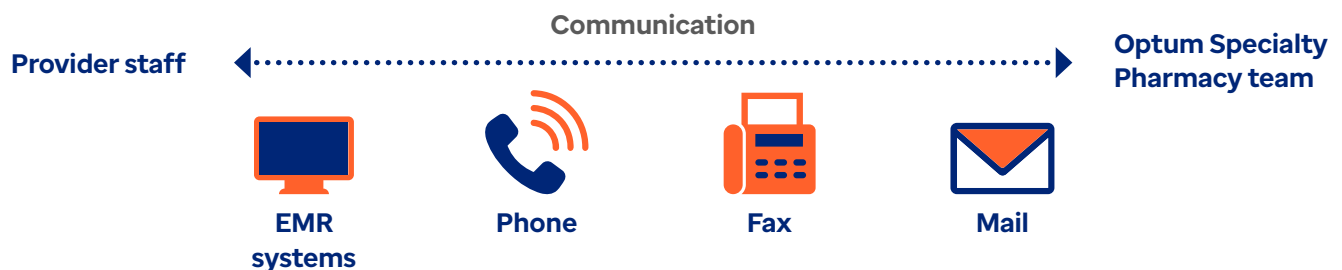 Communication
Provider staff
Optum Specialty
Pharmacy team
EMR
systems
Phone
Fax
Mail